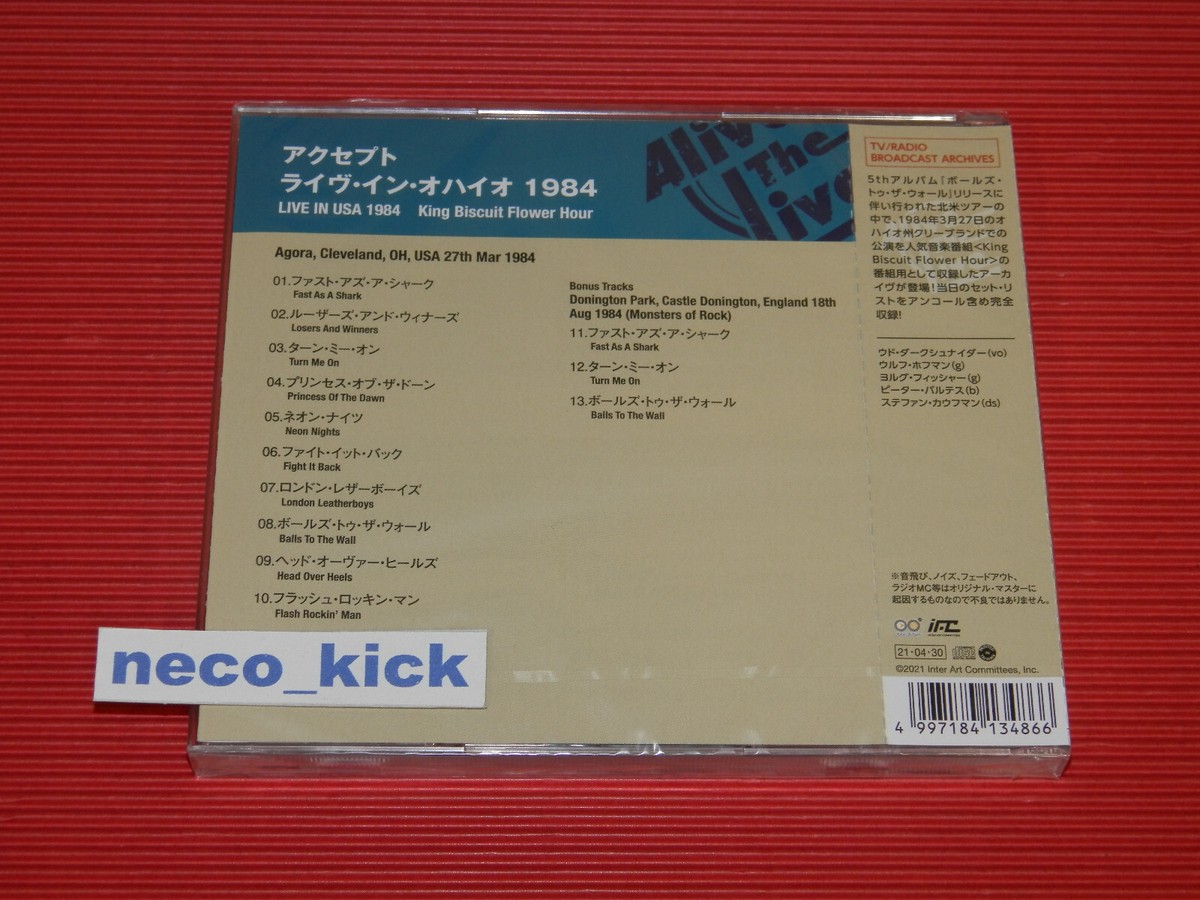 アクセプト
ライヴ・イン・オハイオ 1984
LIVE IN USA 1984 King Biscuit Flower Hour
Alive
The
Live
Agora, Cleveland, OH, USA 27th Mar 1984
01.ファスト・アズ・ア・シャーク
Fast As A Shark
02.ルーザーズ・アンド・ウィナーズ
Losers And Winners
03.ターン・ミー・オン
Turn Me On
04.プリンセス・オブ・ザ・ドーン
Princess Of The Dawn
05.ネオン・ナイツ
Neon Nights
06.ファイト・イット・バック
Fight It Back
07.ロンドン・レザーボーイズ
London Leatherboys
08.ボールズ・トゥ・ザ・ウォール
Balls To The Wall
09.ヘッド・オーヴァー・ヒールズ
Head Over Heels
10.フラッシュ・ロッキン・マン
Flash Rockin' Man
Bonus Tracks
Donington Park, Castle Donington, England 18th
Aug 1984 (Monsters of Rock)
11.ファスト・アズ・ア・シャーク
Fast As A Shark
12.ターン・ミー・オン
Turn Me On
13.ボールズ・トゥ・ザ・ウォール
Balls To The Wall
TV/RADIO
BROADCAST ARCHIVES
5thアルバム『ボールズ・
トゥ・ザ・ウォール』リリースに
伴い行われた北米ツアーの
中で、1984年3月27日のオ
ハイオ州クリーブランドでの
公演を人気音楽番組<King
Biscuit Flower Hour>の
番組用として収録したアーカ
イヴが登場!当日のセット・リ
ストをアンコール含め完全
収録!
ウド・ダークシュナイダー(vo)
ウルフ・ホフマン(g)
ヨルグ・フィッシャー(g)
ピーター・バルテス(b)
ステファン・カウフマン(ds)
※音飛び、ノイズ、フェードアウト、
ラジオMC等はオリジナル・マスターに
起因するものなので不良ではありません。
IAC
21・04・30
©2021 Inter Art Committees, Inc.
4 997184 134866
neco_kick